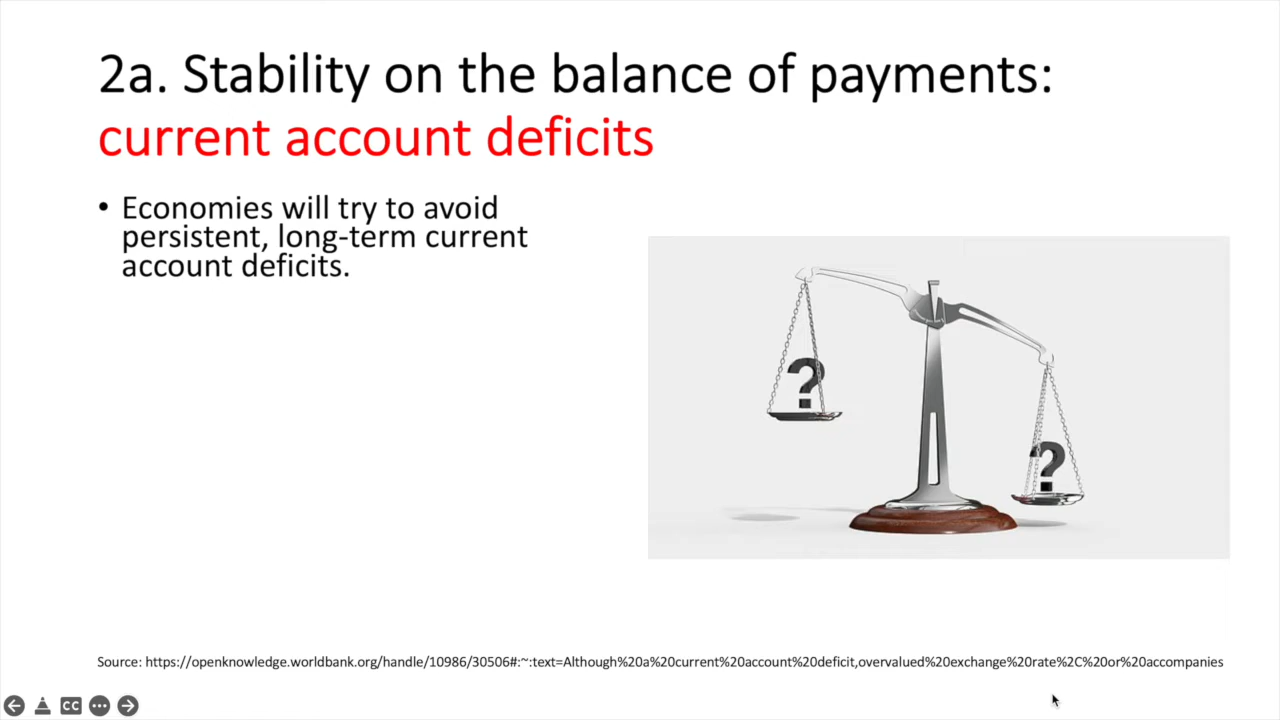 2a. Stability on the balance of payments:
current account deficits
• Economies will try to avoid
persistent, long-term current
account deficits.
?
?
Source: https://openknowledge.worldbank.org/handle/10986/30506#:~:text=Although%20a%20current%20account%20deficit,overvalued%20exchange%20rate%2C%20or%20accompanies
CC